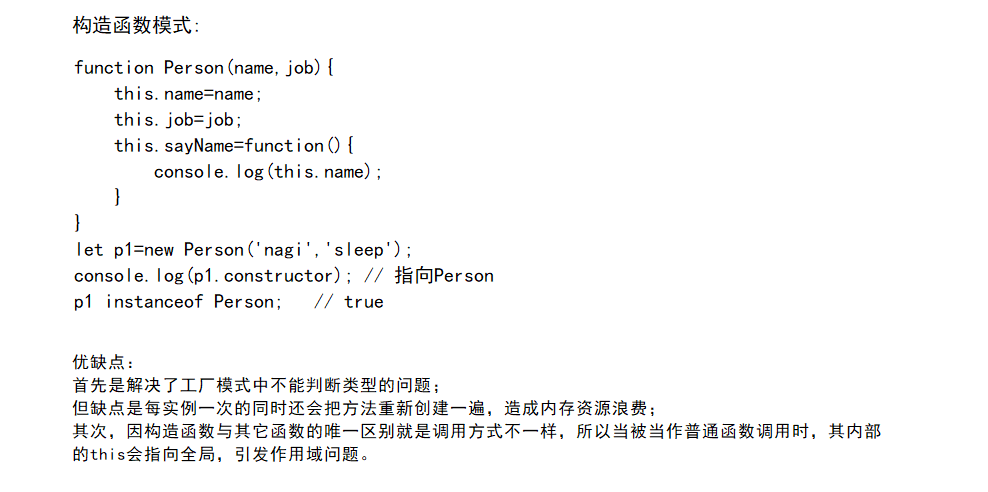 构造函数模式:
function Person(name,job){
    this.name=name;
    this.job=job;
    this.sayName=function(){
        console.log(this.name);
    }
}
let p1=new Person('nagi','sleep');
console.log(p1.constructor); // 指向Person
p1 instanceof Person;   // true
优缺点:
首先是解决了工厂模式中不能判断类型的问题;
但缺点是每实例一次的同时还会把方法重新创建一遍，造成内存资源浪费;
其次，因构造函数与其它函数的唯一区别就是调用方式不一样，所以当被当作普通函数调用时，其内部
的this会指向全局，引发作用域问题。